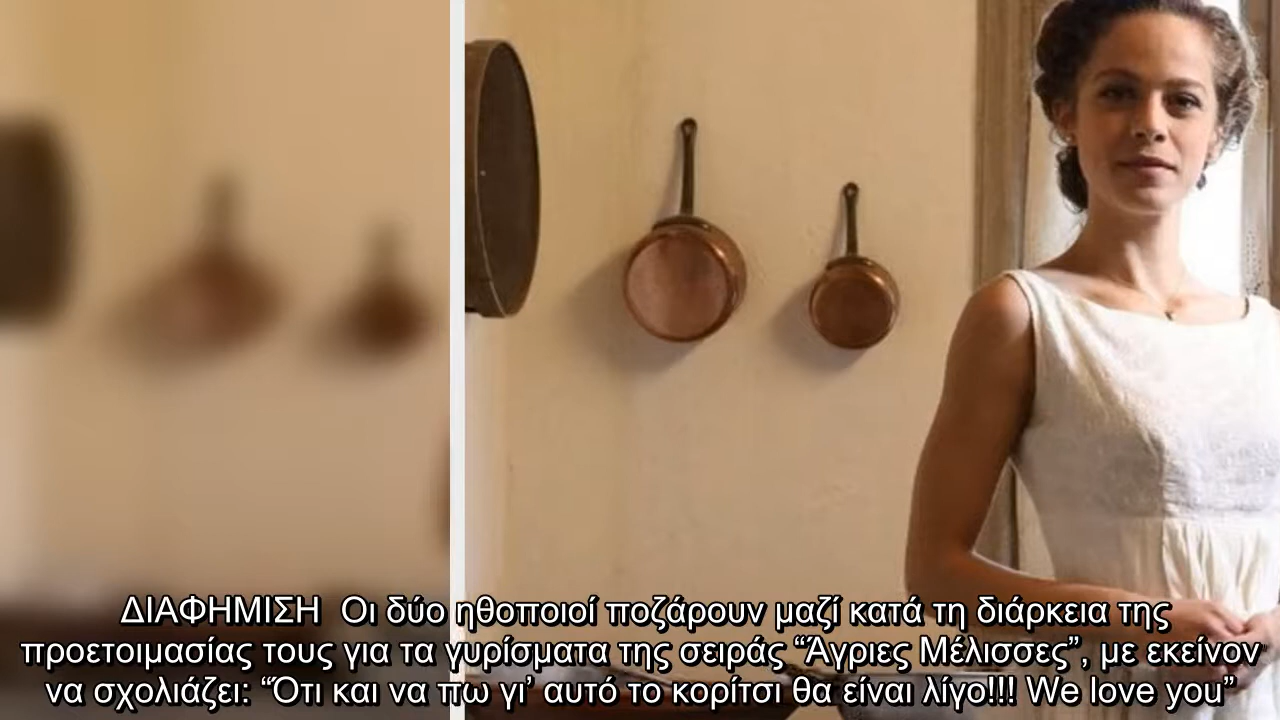 ΔΙΑΦΗΜΙΣΗ  Οι δύο ηθοποιοί ποζάρουν μαζί κατά τη διάρκεια της
προετοιμασίας τους για τα γυρίσματα της σειράς “Άγριες Μέλισσες”, με εκείνον
να σχολιάζει: “Ότι και να πω γι’ αυτό το κορίτσι θα είναι λίγο!!! We love you”